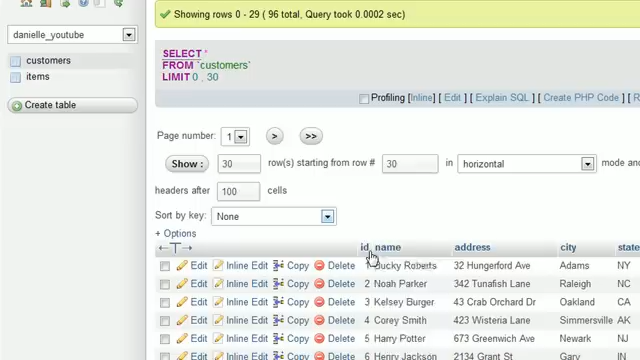 Showing rows 0 - 29 ( 96 total, Query took 0.0002 sec)
danielle_youtube
customers
items
Create table
SELECT *
FROM `customers`
LIMIT 0 , 30
Profiling [Inline] [ Edit ] [ Explain SQL ] [ Create PHP Code ] [ R
Page number: 1 > >>
Show : 30 row(s) starting from row # 30 in horizontal mode and
headers after 100 cells
Sort by key: None
+ Options
←T→ id name address city state
Edit Inline Edit Copy Delete 1 Bucky Roberts 32 Hungerford Ave Adams NY
Edit Inline Edit Copy Delete 2 Noah Parker 342 Tunafish Lane Raleigh NC
Edit Inline Edit Copy Delete 3 Kelsey Burger 43 Crab Orchard Dr Oakland CA
Edit Inline Edit Copy Delete 4 Corey Smith 423 Wisteria Lane Simmersville AK
Edit Inline Edit Copy Delete 5 Harry Potter 673 Greenwich Ave Newark NJ
Edit Inline Edit Copy Delete 6 Henry Jackson 2134 Grant St Gary IN